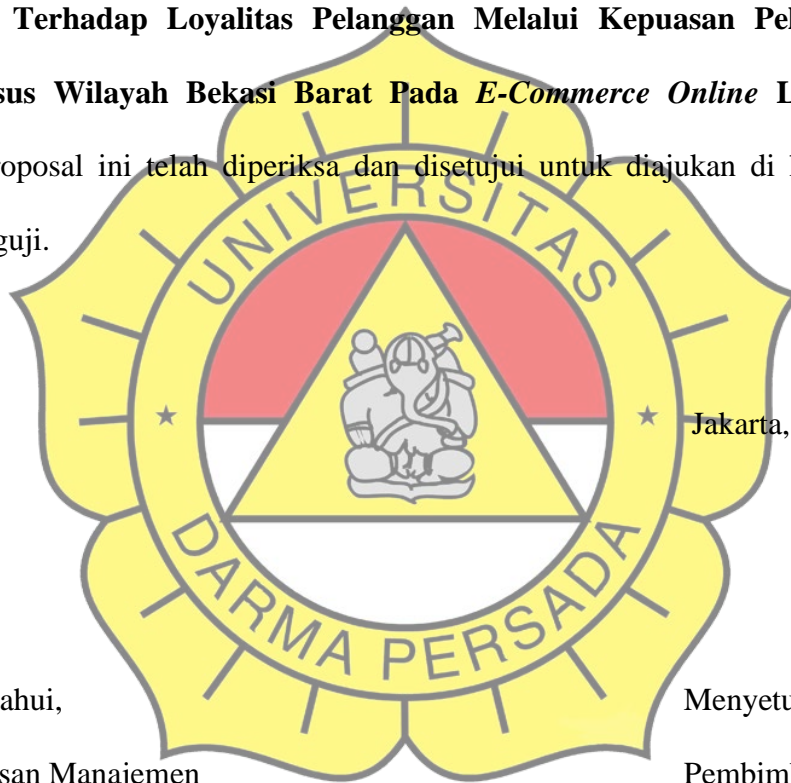 Terhadap Loyalitas Pelanggan Melalui Kepuasan Pel
sus Wilayah Bekasi Barat Pada E-Commerce Online L
roposal ini telah diperiksa dan disetujui untuk diajukan di
guji.
UNIVERSITAS
Jakarta,
DARMA PERSADA
ahui,
Menyetu
san Manajemen
Pembim